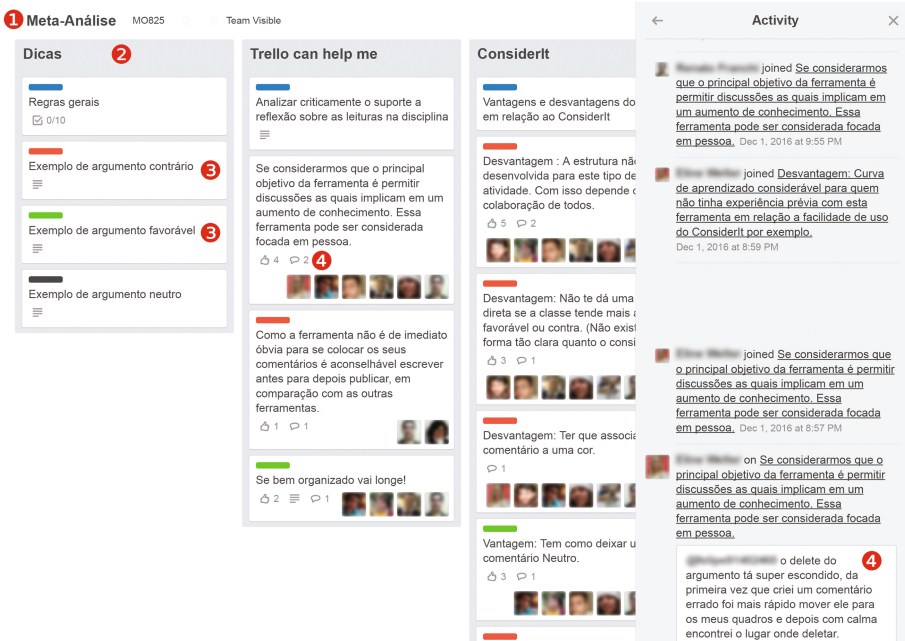 1 Meta-Análise MO825 Team Visible
Dicas 2
Regras gerais
0/10
Exemplo de argumento contrário 3
Exemplo de argumento favorável 3
Exemplo de argumento neutro
Trello can help me
Analizar criticamente o suporte a
reflexão sobre as leituras na disciplina
Se considerarmos que o principal
objetivo da ferramenta é permitir
discussões as quais implicam em um
aumento de conhecimento. Essa
ferramenta pode ser considerada
focada em pessoa.
4 2 4
Como a ferramenta não é de imediato
óbvia para se colocar os seus
comentários é aconselhável escrever
antes para depois publicar, em
comparação com as outras
ferramentas.
1 1
Se bem organizado vai longe!
2 1
ConsiderIt
Vantagens e desvantagens do
em relação ao ConsiderIt
Desvantagem : A estrutura nã
desenvolvida para este tipo de
atividade. Com isso depende
colaboração de todos.
5 2
Desvantagem: Não te dá uma
direta se a classe tende mais
favorável ou contra. (Não exist
forma tão clara quanto o consi
3 1
Desvantagem: Ter que associa
comentário a uma cor.
1
Vantagem: Tem como deixar u
comentário Neutro.
3 1
Activity
joined Se considerarmos
que o principal objetivo da ferramenta é
permitir discussões as quais implicam em
um aumento de conhecimento. Essa
ferramenta pode ser considerada focada
em pessoa. Dec 1, 2016 at 9:55 PM
joined Desvantagem: Curva
de aprendizado considerável para quem
não tinha experiência prévia com esta
ferramenta em relação a facilidade de uso
do ConsiderIt por exemplo.
Dec 1, 2016 at 8:59 PM
joined Se considerarmos que
o principal objetivo da ferramenta é permitir
discussões as quais implicam em um
aumento de conhecimento. Essa
ferramenta pode ser considerada focada
em pessoa. Dec 1, 2016 at 8:57 PM
on Se considerarmos que o
principal objetivo da ferramenta é permitir
discussões as quais implicam em um
aumento de conhecimento. Essa
ferramenta pode ser considerada focada
em pessoa.
o delete do 4
argumento tá super escondido, da
primeira vez que criei um comentário
errado foi mais rápido mover ele para
os meus quadros e depois com calma
encontrei o lugar onde deletar.